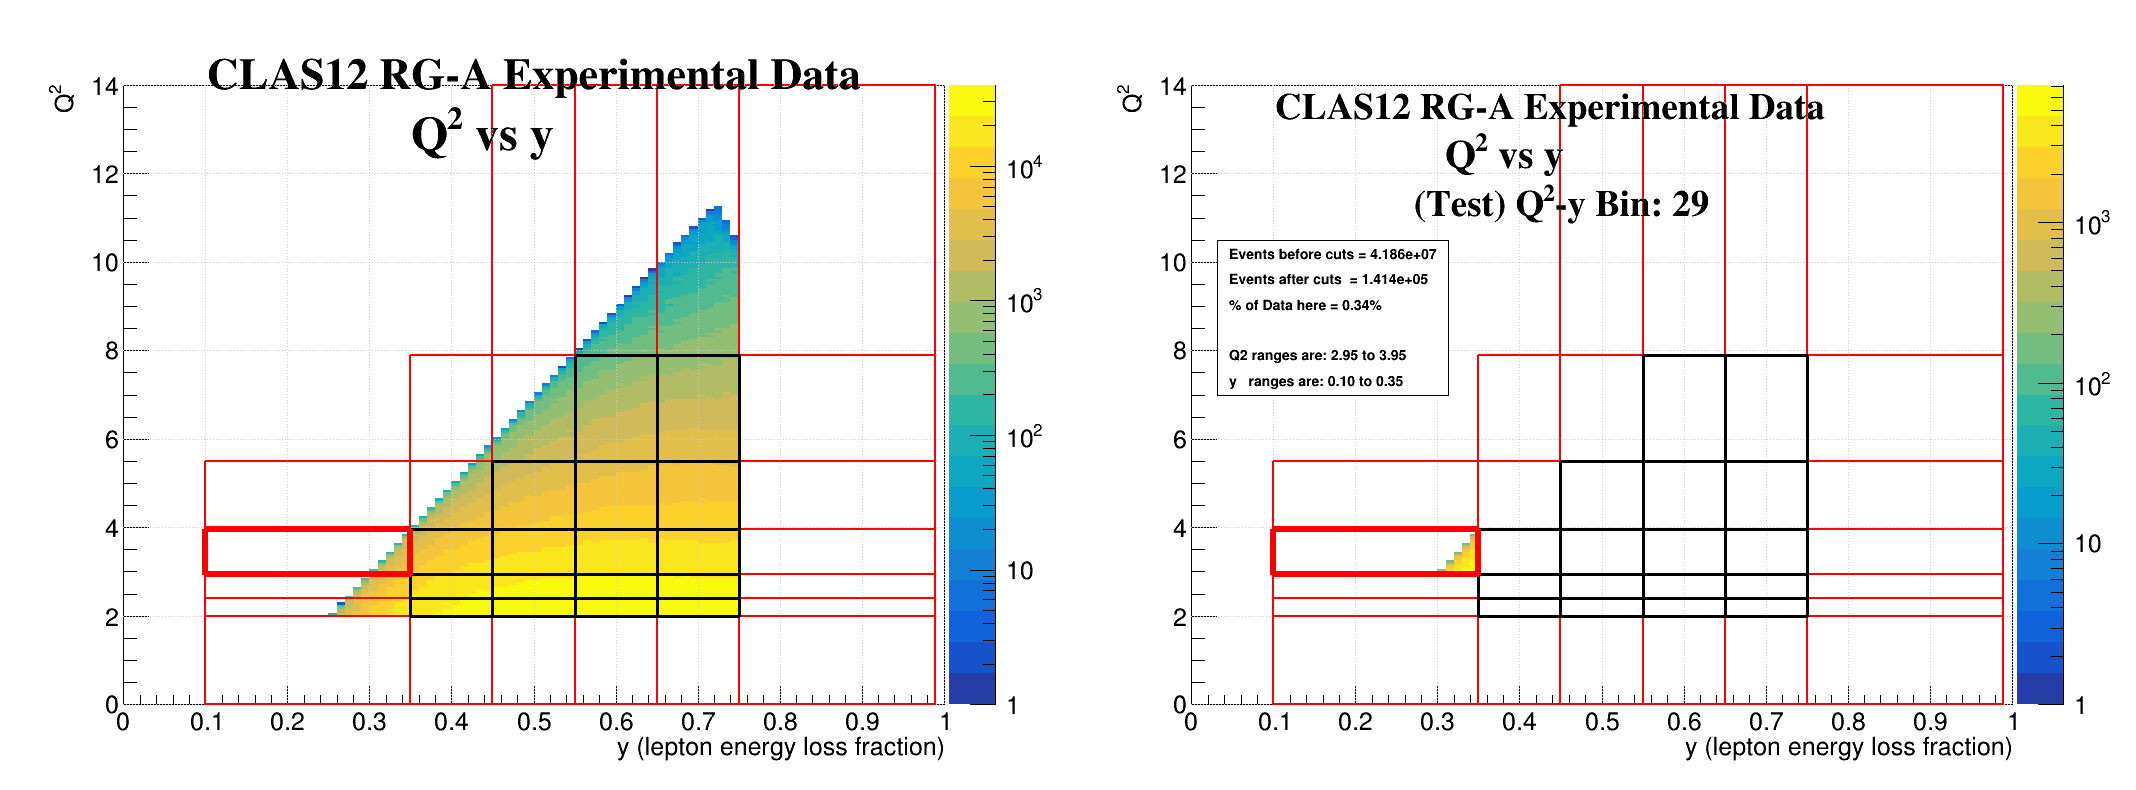 CLAS12 RG-A Experimental Data
Q² vs y
Q²
14
12
10
8
6
4
2
0
0 0.1 0.2 0.3 0.4 0.5 0.6 0.7 0.8 0.9 1
y (lepton energy loss fraction)
10⁴
10³
10²
10
1
CLAS12 RG-A Experimental Data
Q² vs y
(Test) Q²-y Bin: 29
Q²
14
12
10
8
6
4
2
0
Events before cuts = 4.186e+07
Events after cuts = 1.414e+05
% of Data here = 0.34%
Q2 ranges are: 2.95 to 3.95
y ranges are: 0.10 to 0.35
0 0.1 0.2 0.3 0.4 0.5 0.6 0.7 0.8 0.9 1
y (lepton energy loss fraction)
10³
10²
10
1